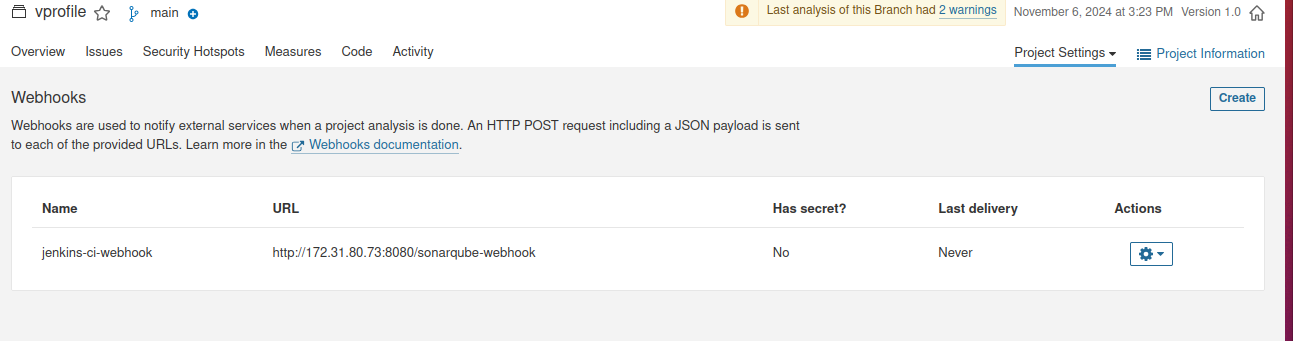 vprofile main Last analysis of this Branch had 2 warnings November 6, 2024 at 3:23 PM Version 1.0
Overview Issues Security Hotspots Measures Code Activity Project Settings Project Information
Webhooks Create
Webhooks are used to notify external services when a project analysis is done. An HTTP POST request including a JSON payload is sent
to each of the provided URLs. Learn more in the Webhooks documentation.
Name URL Has secret? Last delivery Actions
jenkins-ci-webhook http://172.31.80.73:8080/sonarqube-webhook No Never